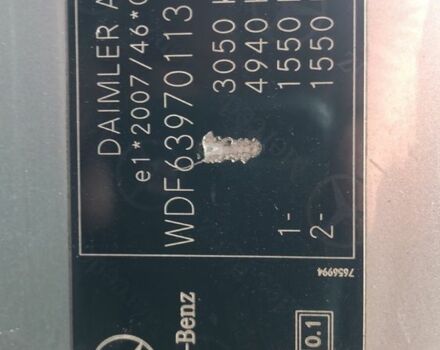 DAIMLER A
e1*2007/46*0
WDF63970113
3050 K
4940 K
1- 1550
2- 1550
7656994
-Benz
0.1